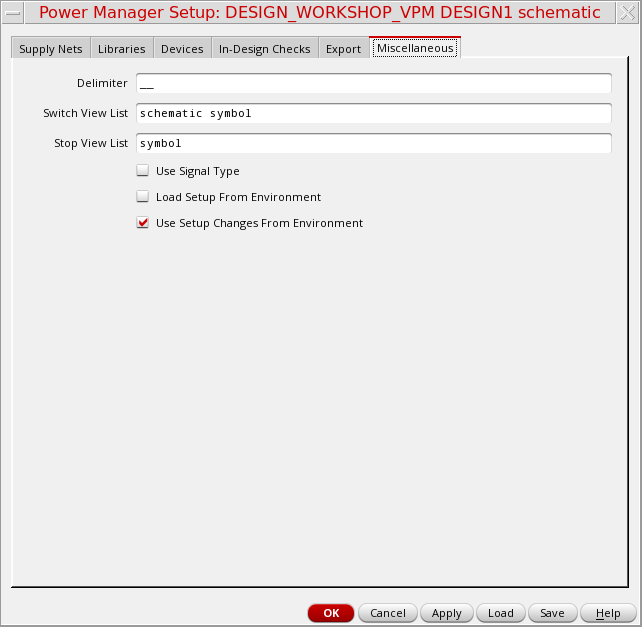 Power Manager Setup: DESIGN_WORKSHOP_VPM DESIGN1 schematic
Supply Nets Libraries Devices In-Design Checks Export Miscellaneous
Delimiter __
Switch View List schematic symbol
Stop View List symbol
Use Signal Type
Load Setup From Environment
Use Setup Changes From Environment
OK Cancel Apply Load Save Help